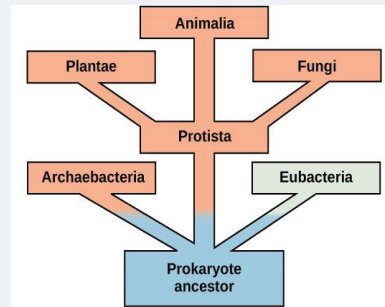 Animalia
Plantae
Fungi
Protista
Archaebacteria
Eubacteria
Prokaryote
ancestor